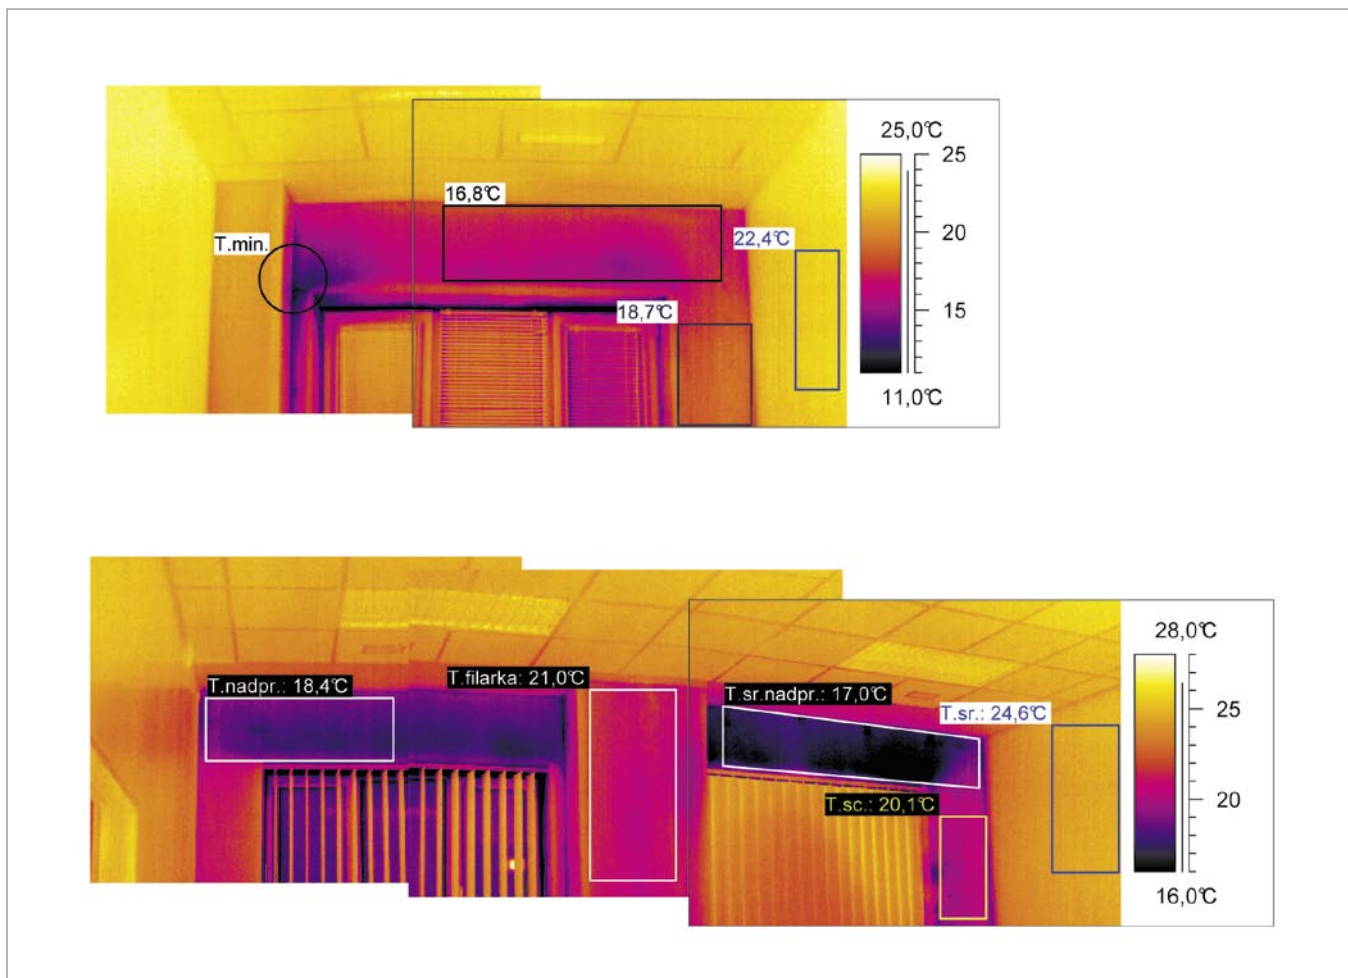 25,0℃
25
16,8℃
22,4℃
T.min.
20
18,7℃
15
11,0℃
28,0℃
T.nadpr.: 18,4℃
T.filarka: 21,0℃
T.sr.nadpr.: 17,0℃
T.sr.: 24,6℃
25
T.sc.: 20,1℃
20
16,0℃